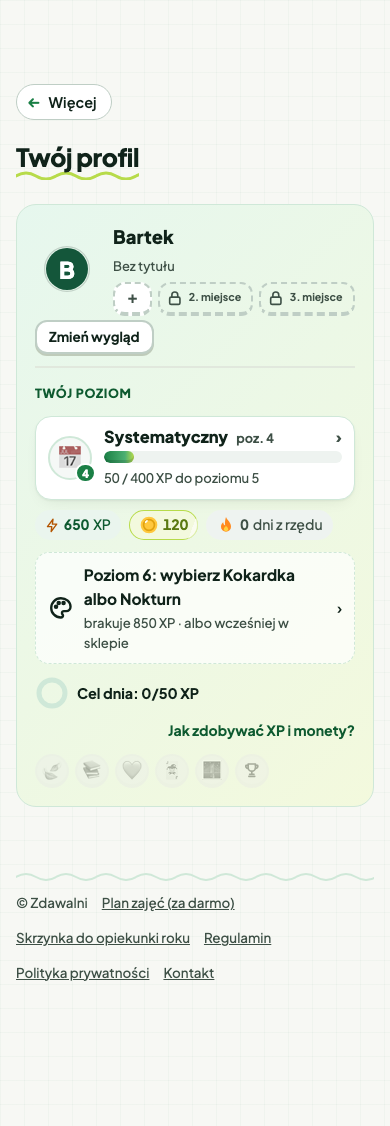 ← Więcej
Twój profil
B
Bartek
Bez tytułu
+
2. miejsce
3. miejsce
Zmień wygląd
TWÓJ POZIOM
17
4
Systematyczny poz. 4 ›
50 / 400 XP do poziomu 5
650 XP
120
0 dni z rzędu
Poziom 6: wybierz Kokardka
albo Nokturn
›
brakuje 850 XP · albo wcześniej w
sklepie
Cel dnia: 0/50 XP
Jak zdobywać XP i monety?
© Zdawalni Plan zajęć (za darmo)
Skrzynka do opiekunki roku Regulamin
Polityka prywatności Kontakt